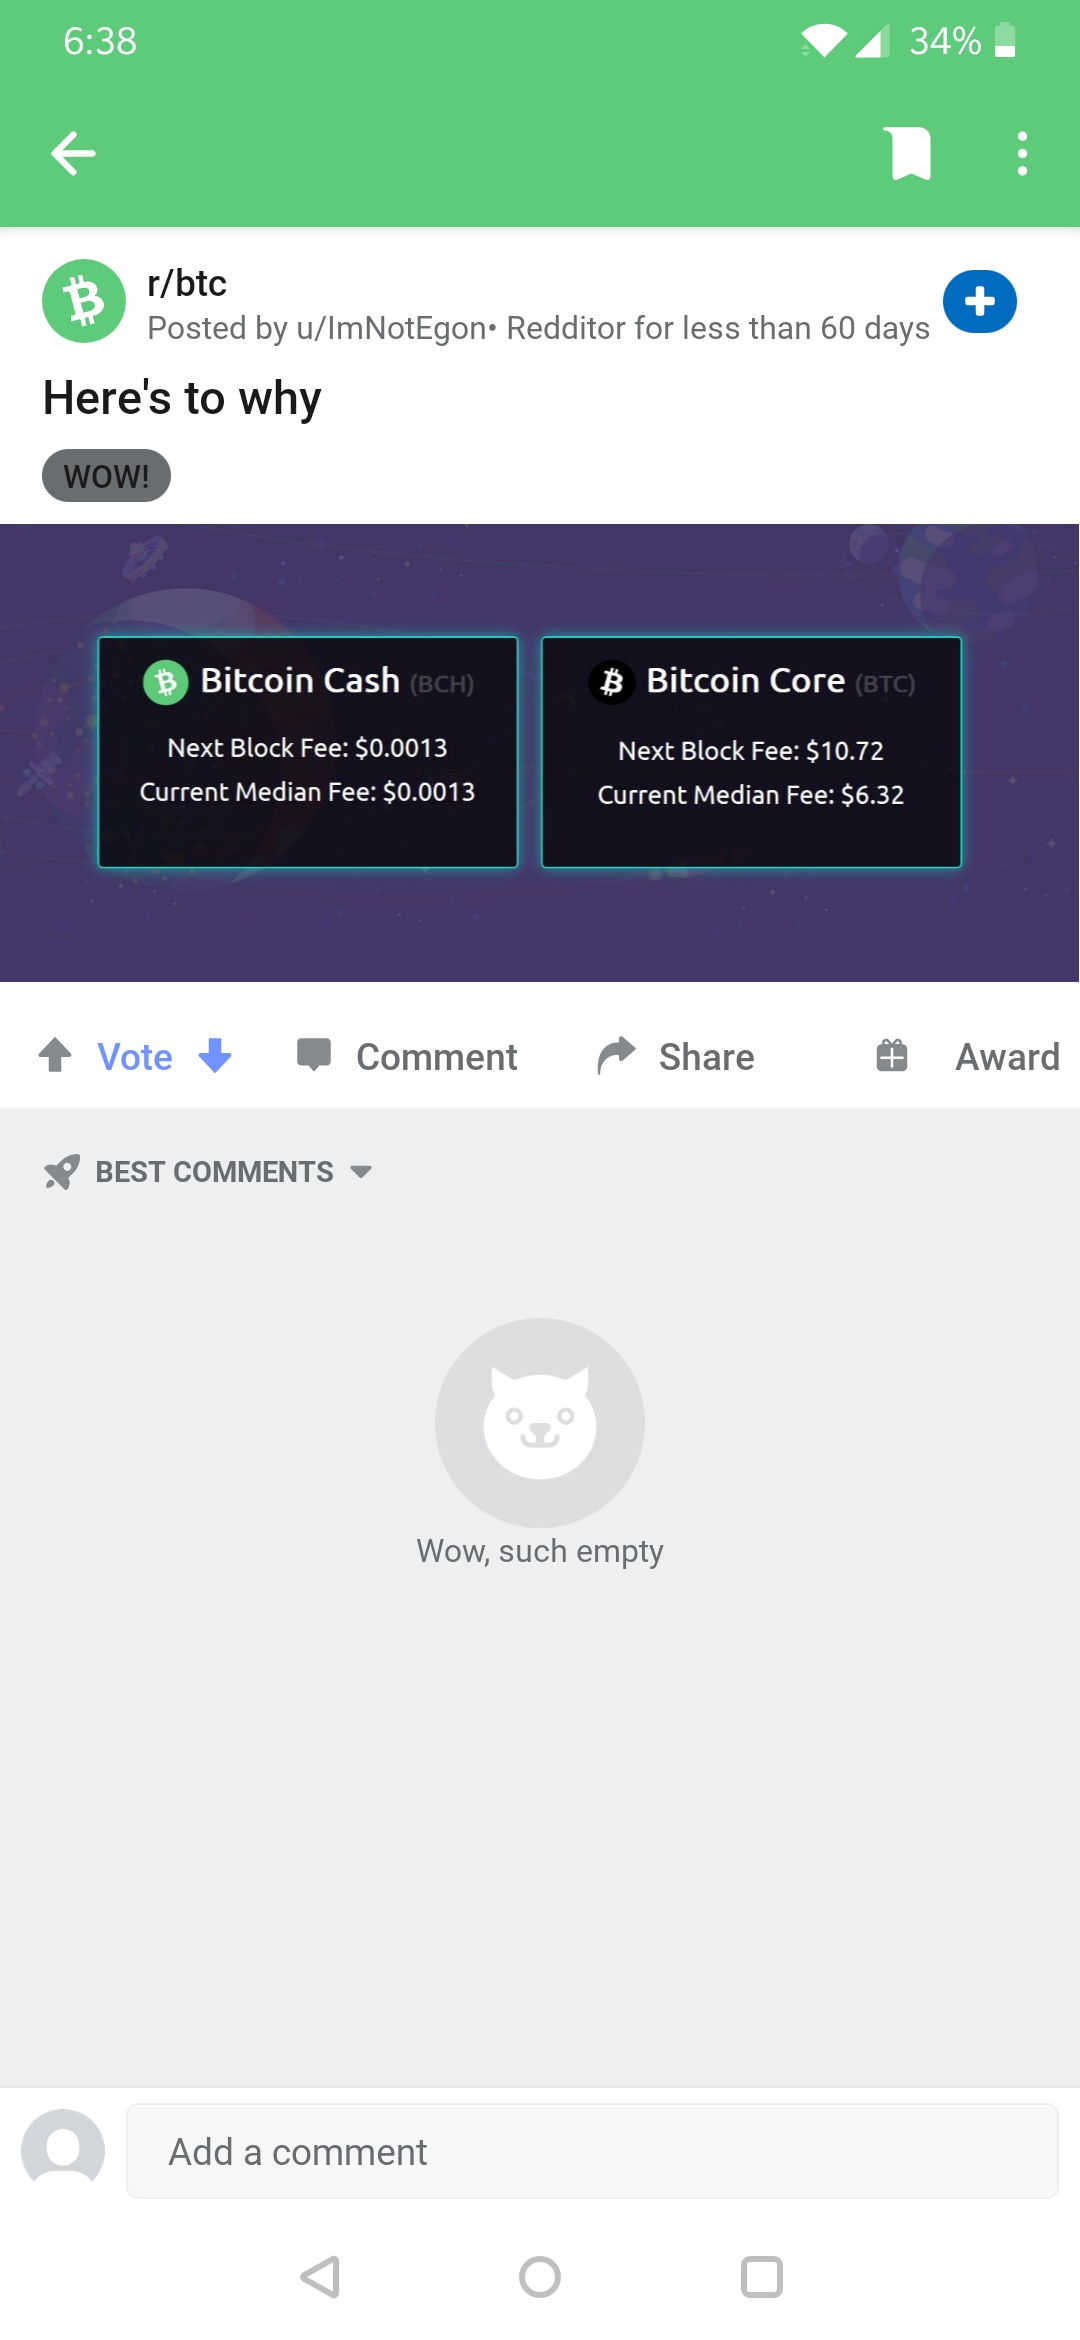 6:38
34%
r/btc
Posted by u/ImNotEgon• Redditor for less than 60 days
Here's to why
WOW!
Bitcoin Cash (BCH)
Next Block Fee: $0.0013
Current Median Fee: $0.0013
Bitcoin Core (BTC)
Next Block Fee: $10.72
Current Median Fee: $6.32
Vote
Comment
Share
Award
BEST COMMENTS
Wow, such empty
Add a comment